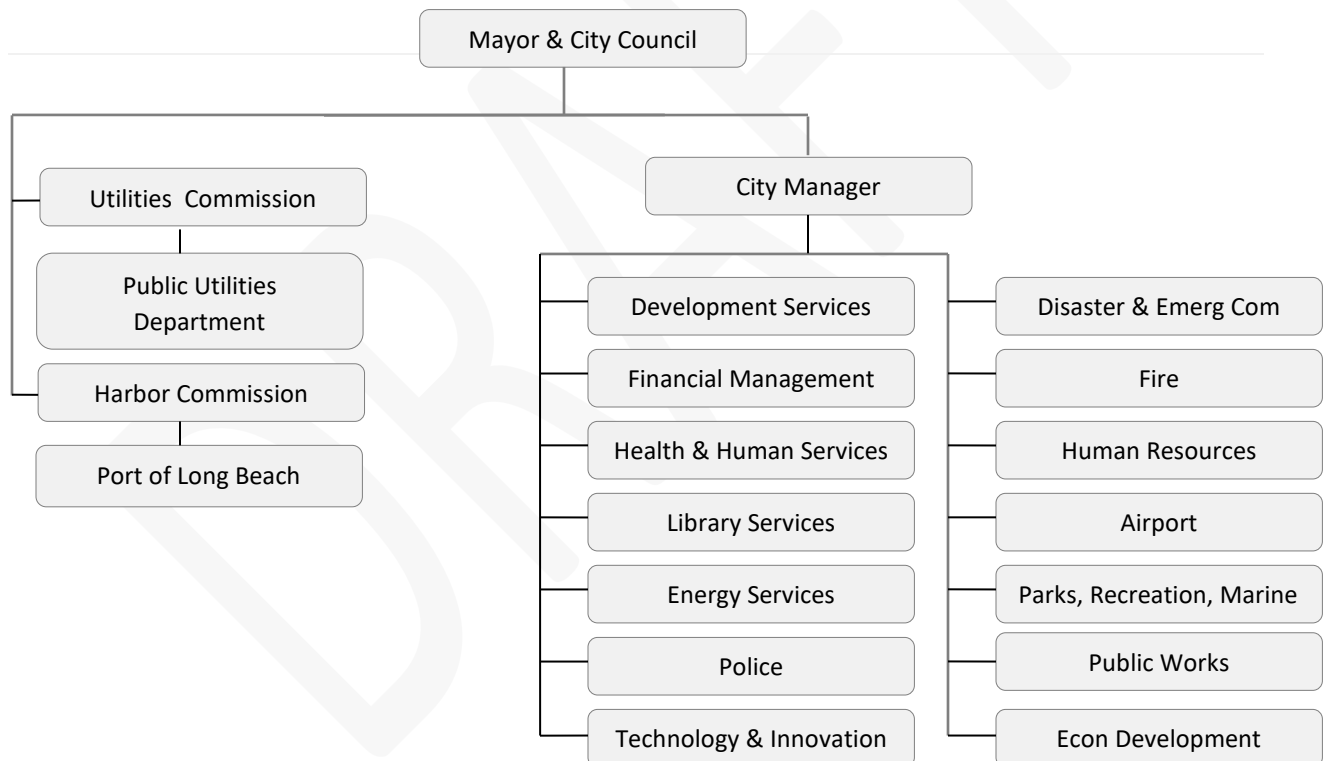 Mayor & City Council
Utilities Commission
Public Utilities
Department
Harbor Commission
Port of Long Beach
City Manager
Development Services
Financial Management
Health & Human Services
Library Services
Energy Services
Police
Technology & Innovation
Disaster & Emerg Com
Fire
Human Resources
Airport
Parks, Recreation, Marine
Public Works
Econ Development
DRAFT